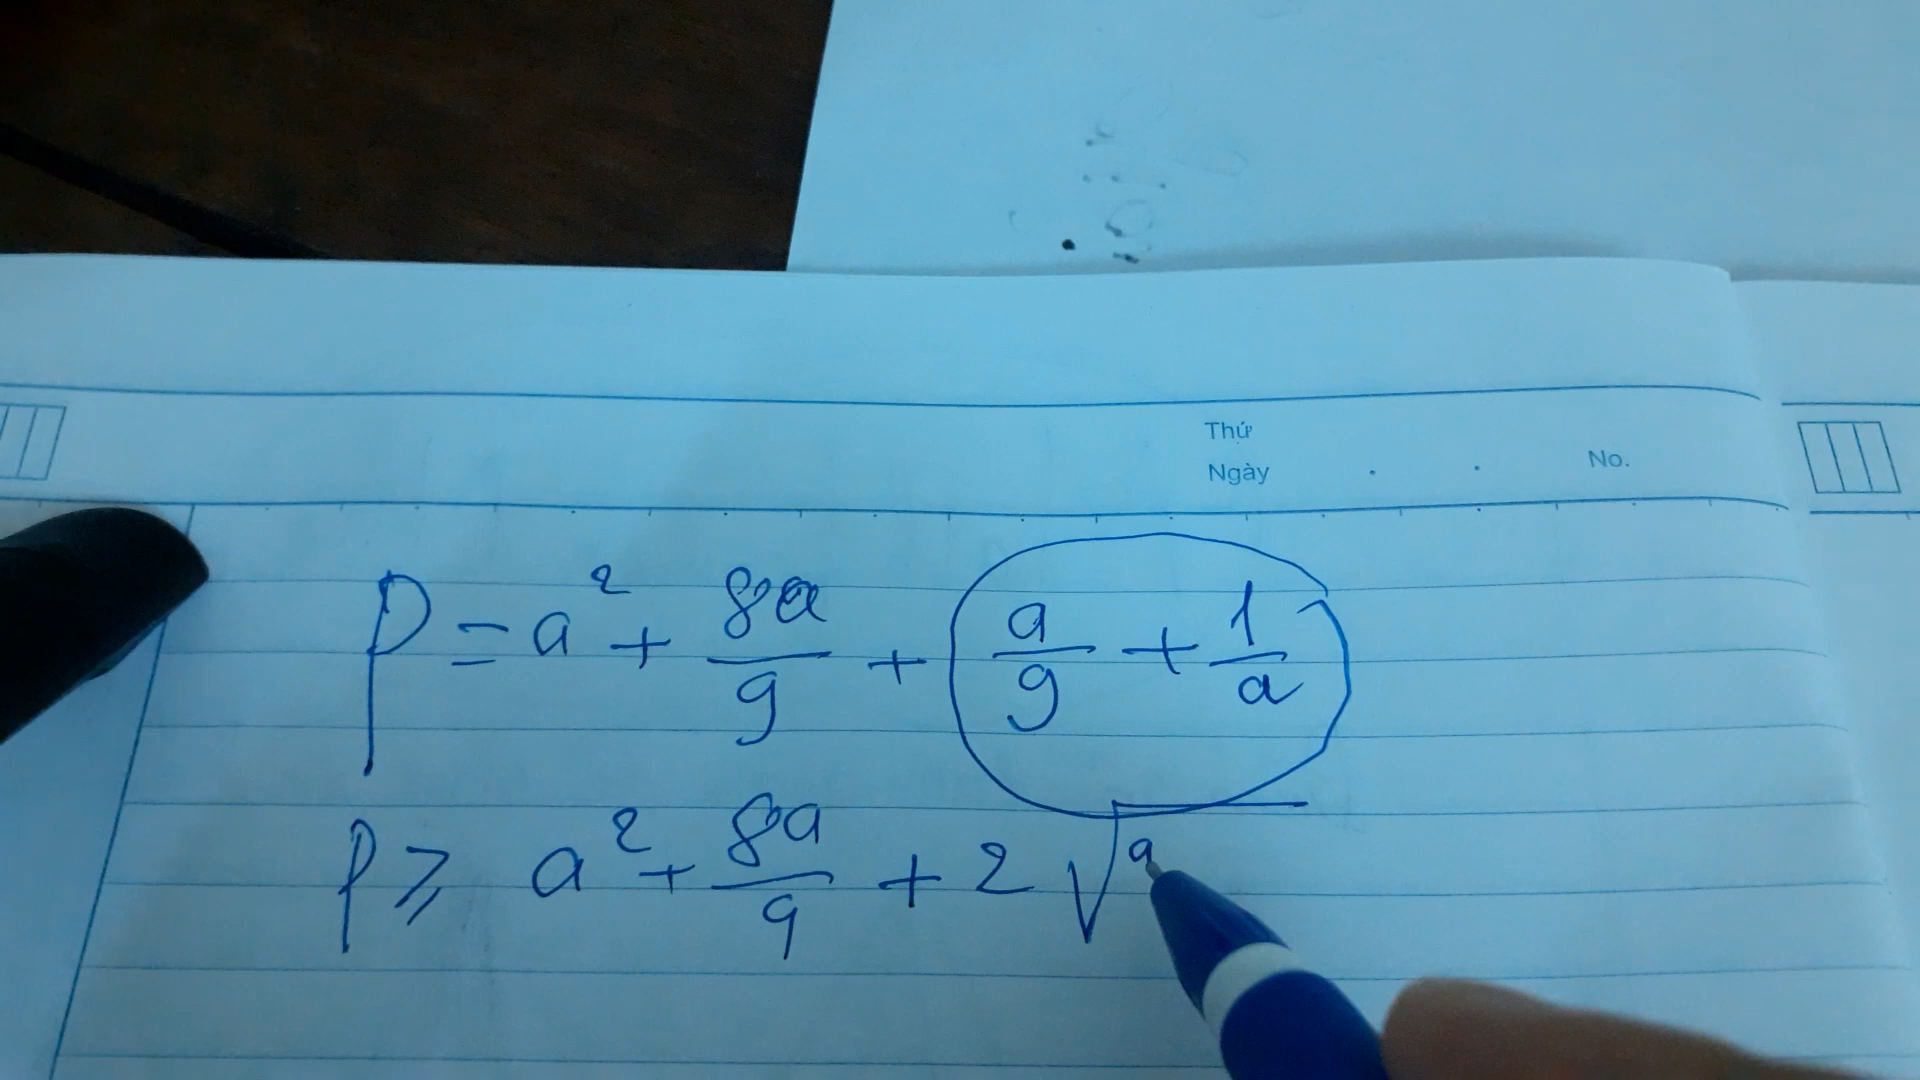 Thứ
Ngày . . No.
P = a² + 8a/9 + a/9 + 1/a
P ≥ a² + 8a/9 + 2√a